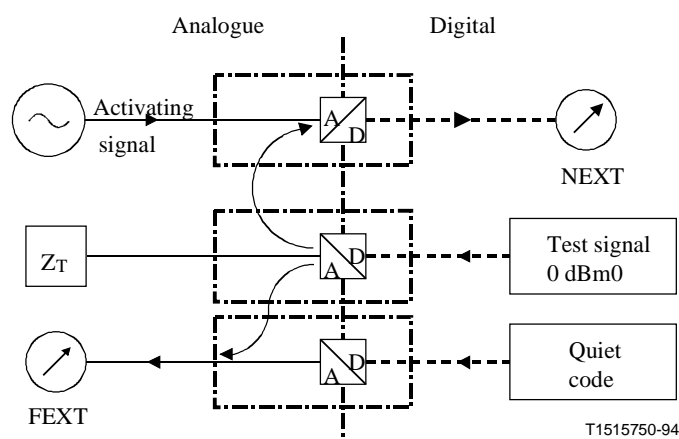 Analogue
Digital
Activating
signal
A
D
NEXT
ZT
D
A
Test signal
0 dBm0
FEXT
D
A
Quiet
code
T1515750-94